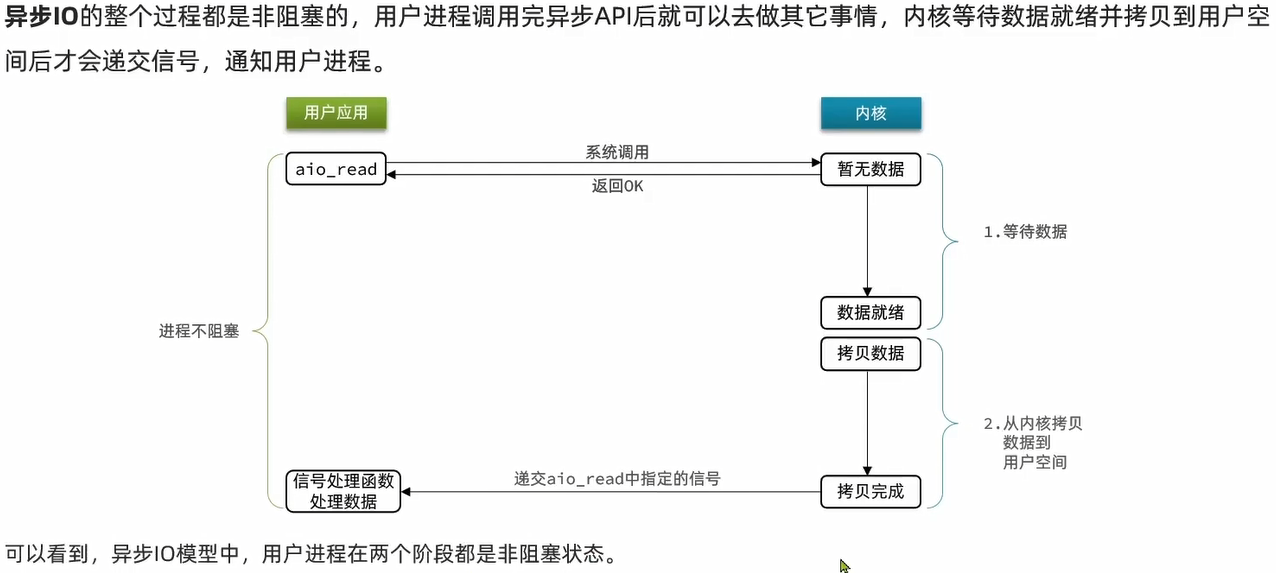 异步IO的整个过程都是非阻塞的，用户进程调用完异步API后就可以去做其它事情，内核等待数据就绪并拷贝到用户空
间后才会递交信号，通知用户进程。
用户应用
内核
aio_read
系统调用
返回OK
暂无数据
1.等待数据
数据就绪
进程不阻塞
拷贝数据
2.从内核拷贝
数据到
用户空间
信号处理函数
处理数据
递交aio_read中指定的信号
拷贝完成
可以看到，异步IO模型中，用户进程在两个阶段都是非阻塞状态。